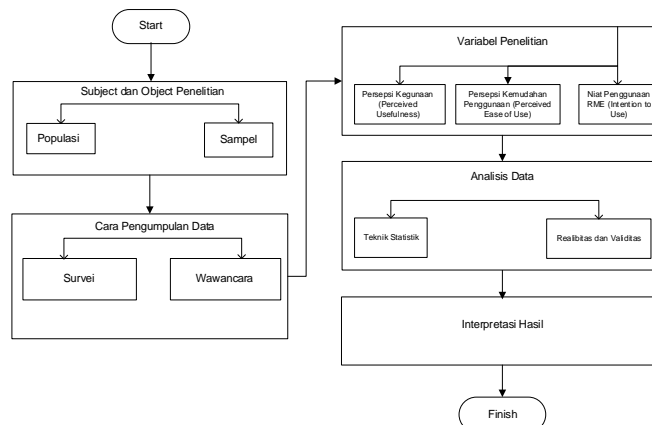 Start
Subject dan Object Penelitian
Populasi
Sampel
Cara Pengumpulan Data
Survei
Wawancara
Variabel Penelitian
Persepsi Kegunaan
(Perceived
Usefulness)
Persepsi Kemudahan
Penggunaan (Perceived
Ease of Use)
Niat Penggunaan
RME (Intention to
Use)
Analisis Data
Teknik Statistik
Realibitas dan Validitas
Interpretasi Hasil
Finish